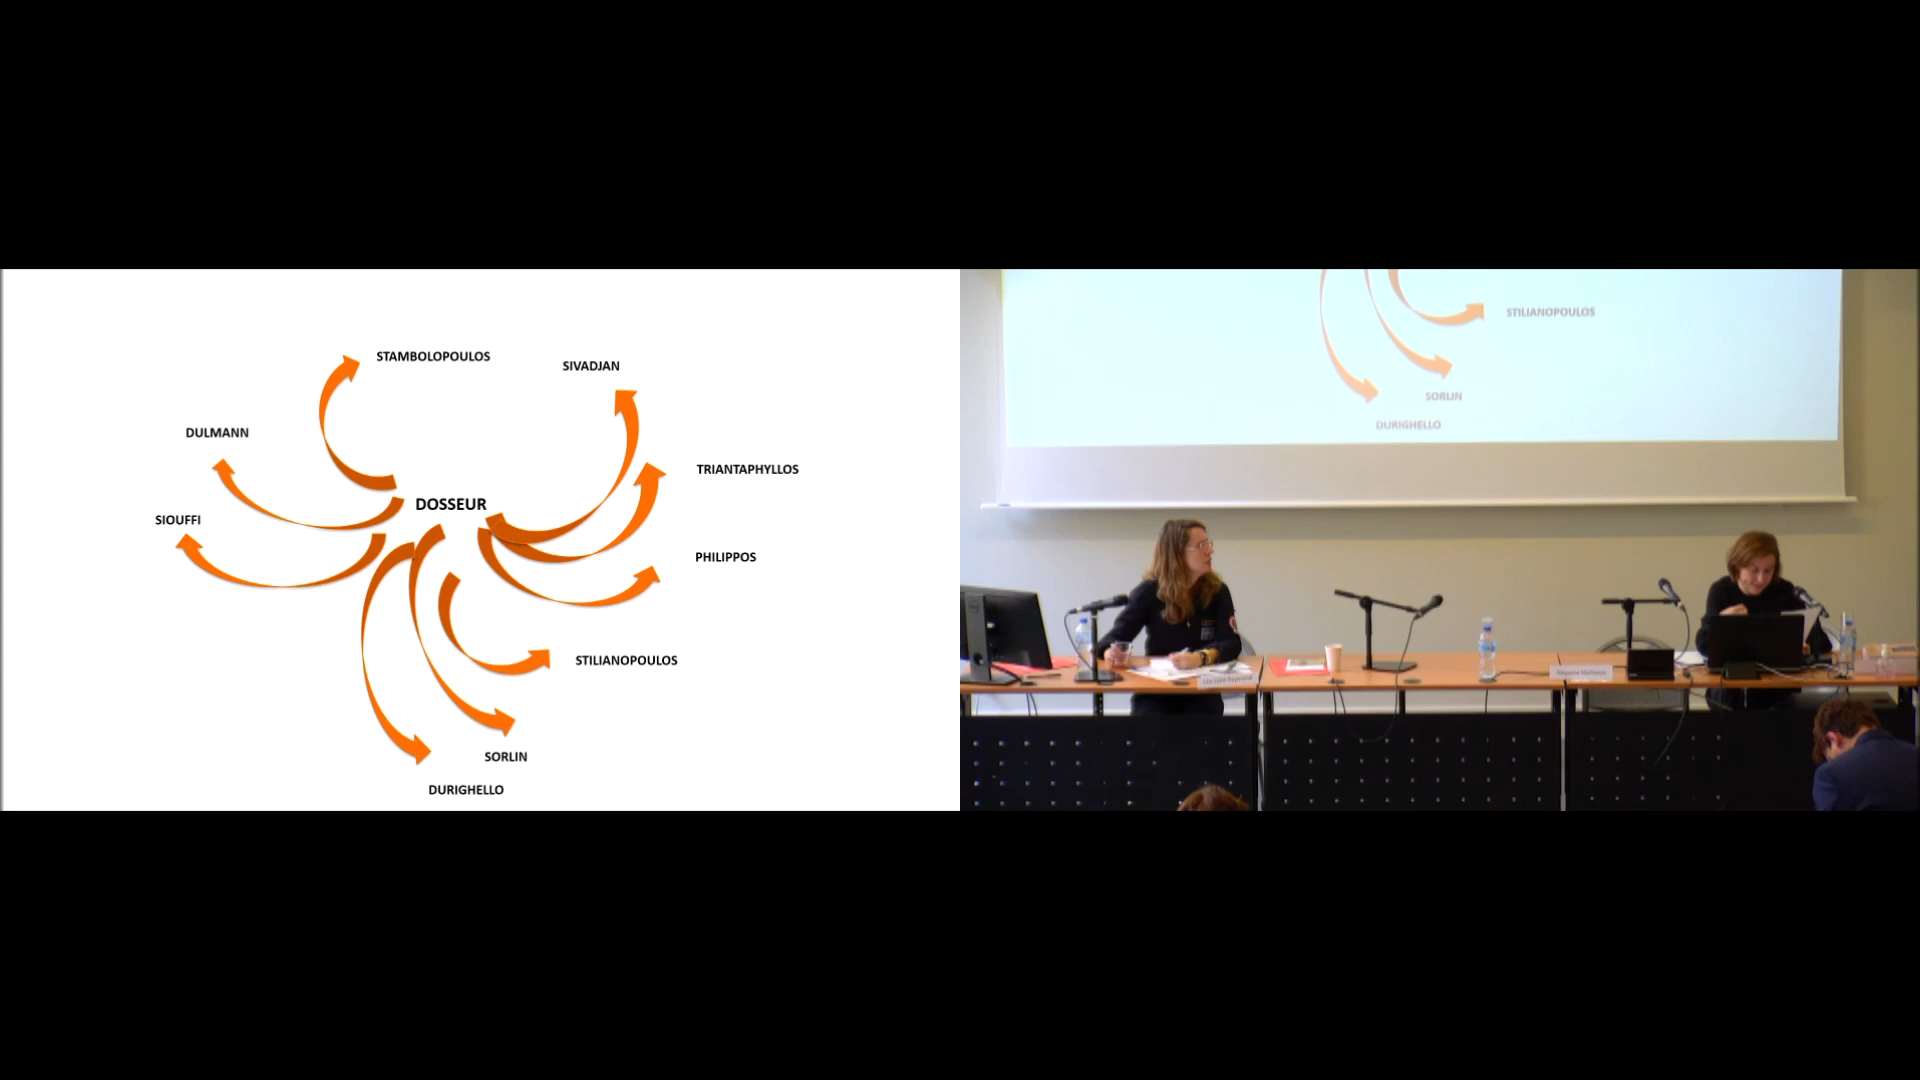 STAMBOLOPOULOS
SIVADJAN
DULMANN
TRIANTAPHYLLOS
DOSSEUR
SIOUFFI
PHILIPPOS
STILIANOPOULOS
SORLIN
DURIGHELLO
STILIANOPOULOS
SORLIN
DURIGHELLO